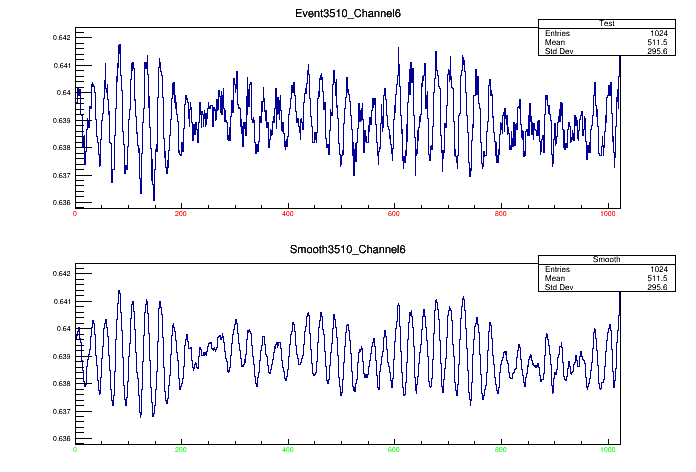 Event3510_Channel6
Test
Entries 1024
Mean 511.5
Std Dev 295.6
0.642
0.641
0.64
0.639
0.638
0.637
0.636
0 200 400 600 800 1000
Smooth3510_Channel6
Smooth
Entries 1024
Mean 511.5
Std Dev 295.6
0.642
0.641
0.64
0.639
0.638
0.637
0.636
0 200 400 600 800 1000